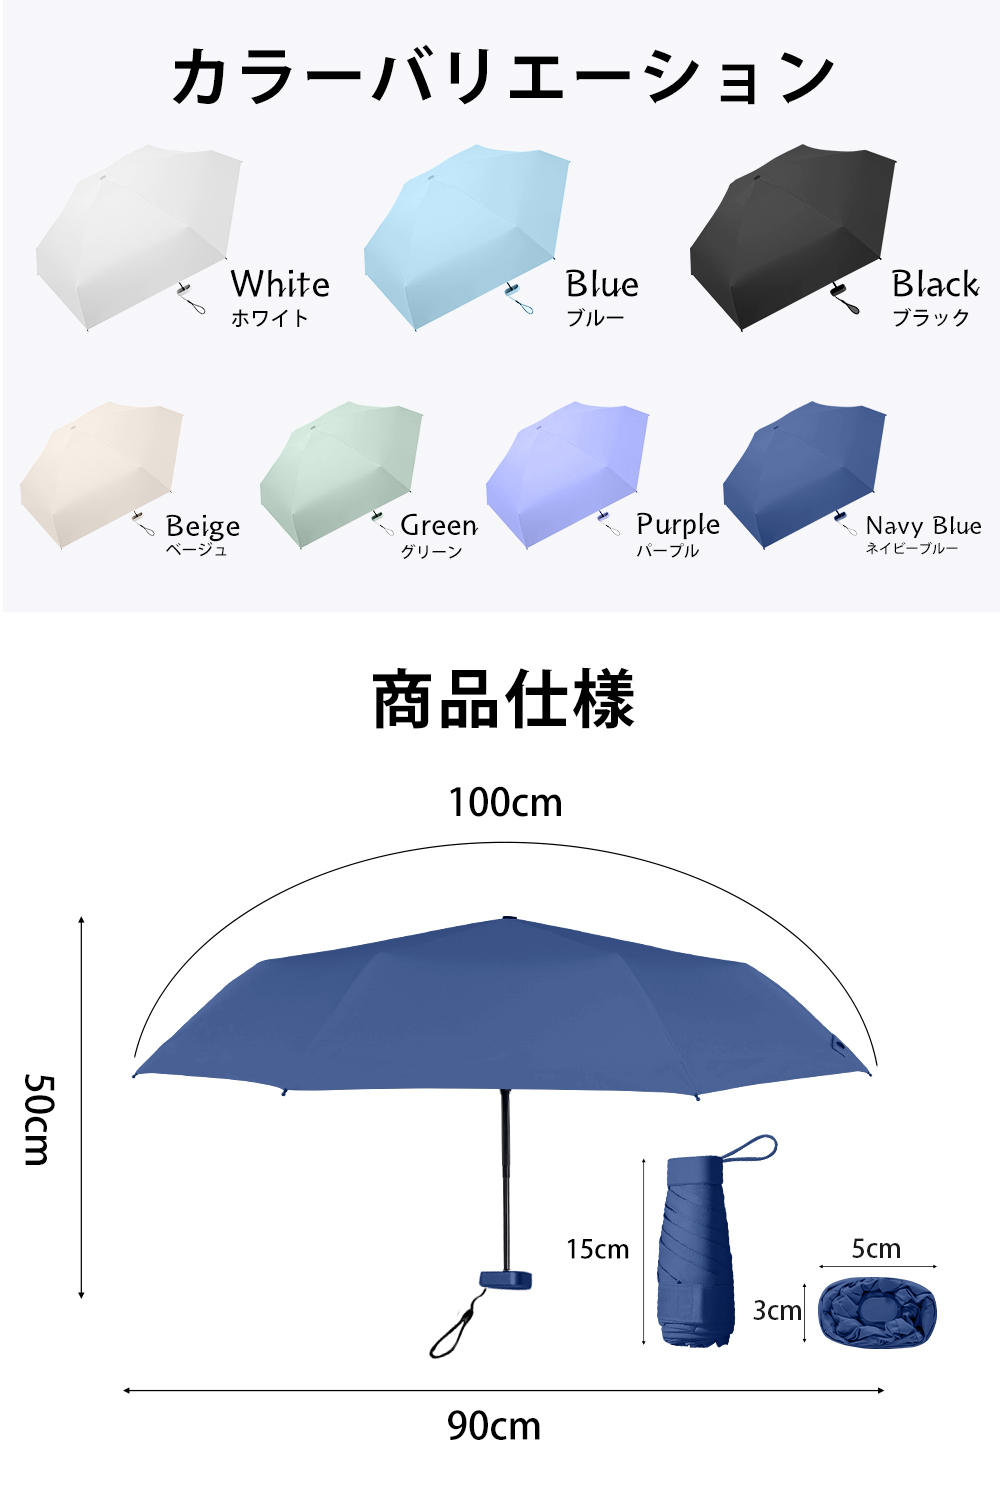 カラーバリエーション
White
ホワイト
Blue
ブルー
Black
ブラック
Beige
ベージュ
Green
グリーン
Purple
パープル
Navy Blue
ネイビーブルー
商品仕様
100cm
50cm
15cm
5cm
3cm
90cm